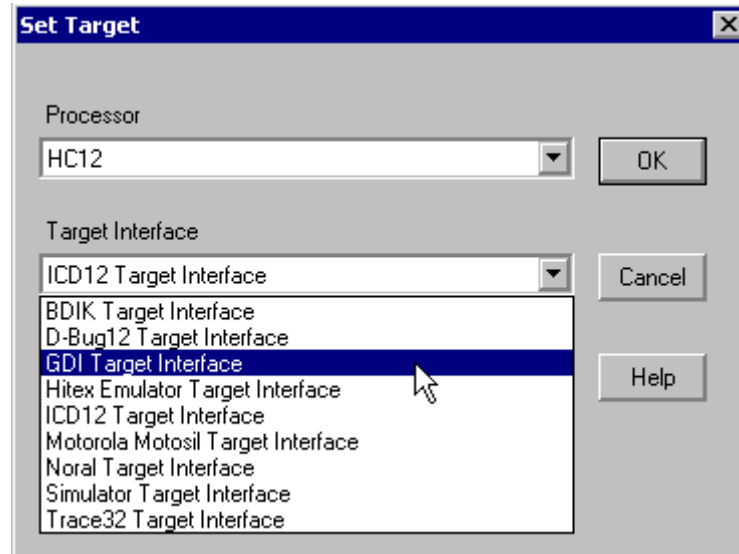 Set Target
Processor
HC12
OK
Target Interface
ICD12 Target Interface
Cancel
BDIK Target Interface
D-Bug12 Target Interface
GDI Target Interface
Help
Hitex Emulator Target Interface
ICD12 Target Interface
Motorola Motosil Target Interface
Noral Target Interface
Simulator Target Interface
Trace32 Target Interface